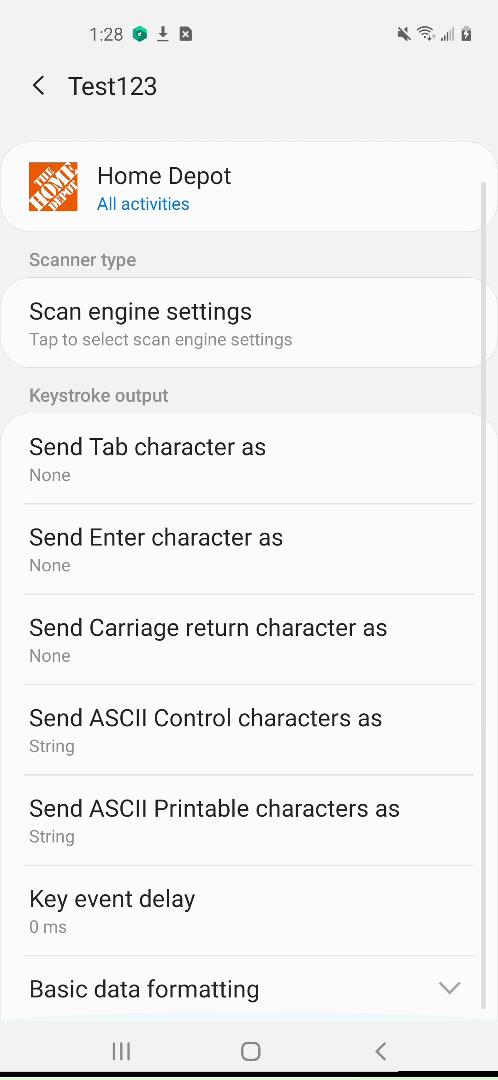 1:28
Test123
THE
HOME
DEPOT
Home Depot
All activities
Scanner type
Scan engine settings
Tap to select scan engine settings
Keystroke output
Send Tab character as
None
Send Enter character as
None
Send Carriage return character as
None
Send ASCII Control characters as
String
Send ASCII Printable characters as
String
Key event delay
0 ms
Basic data formatting